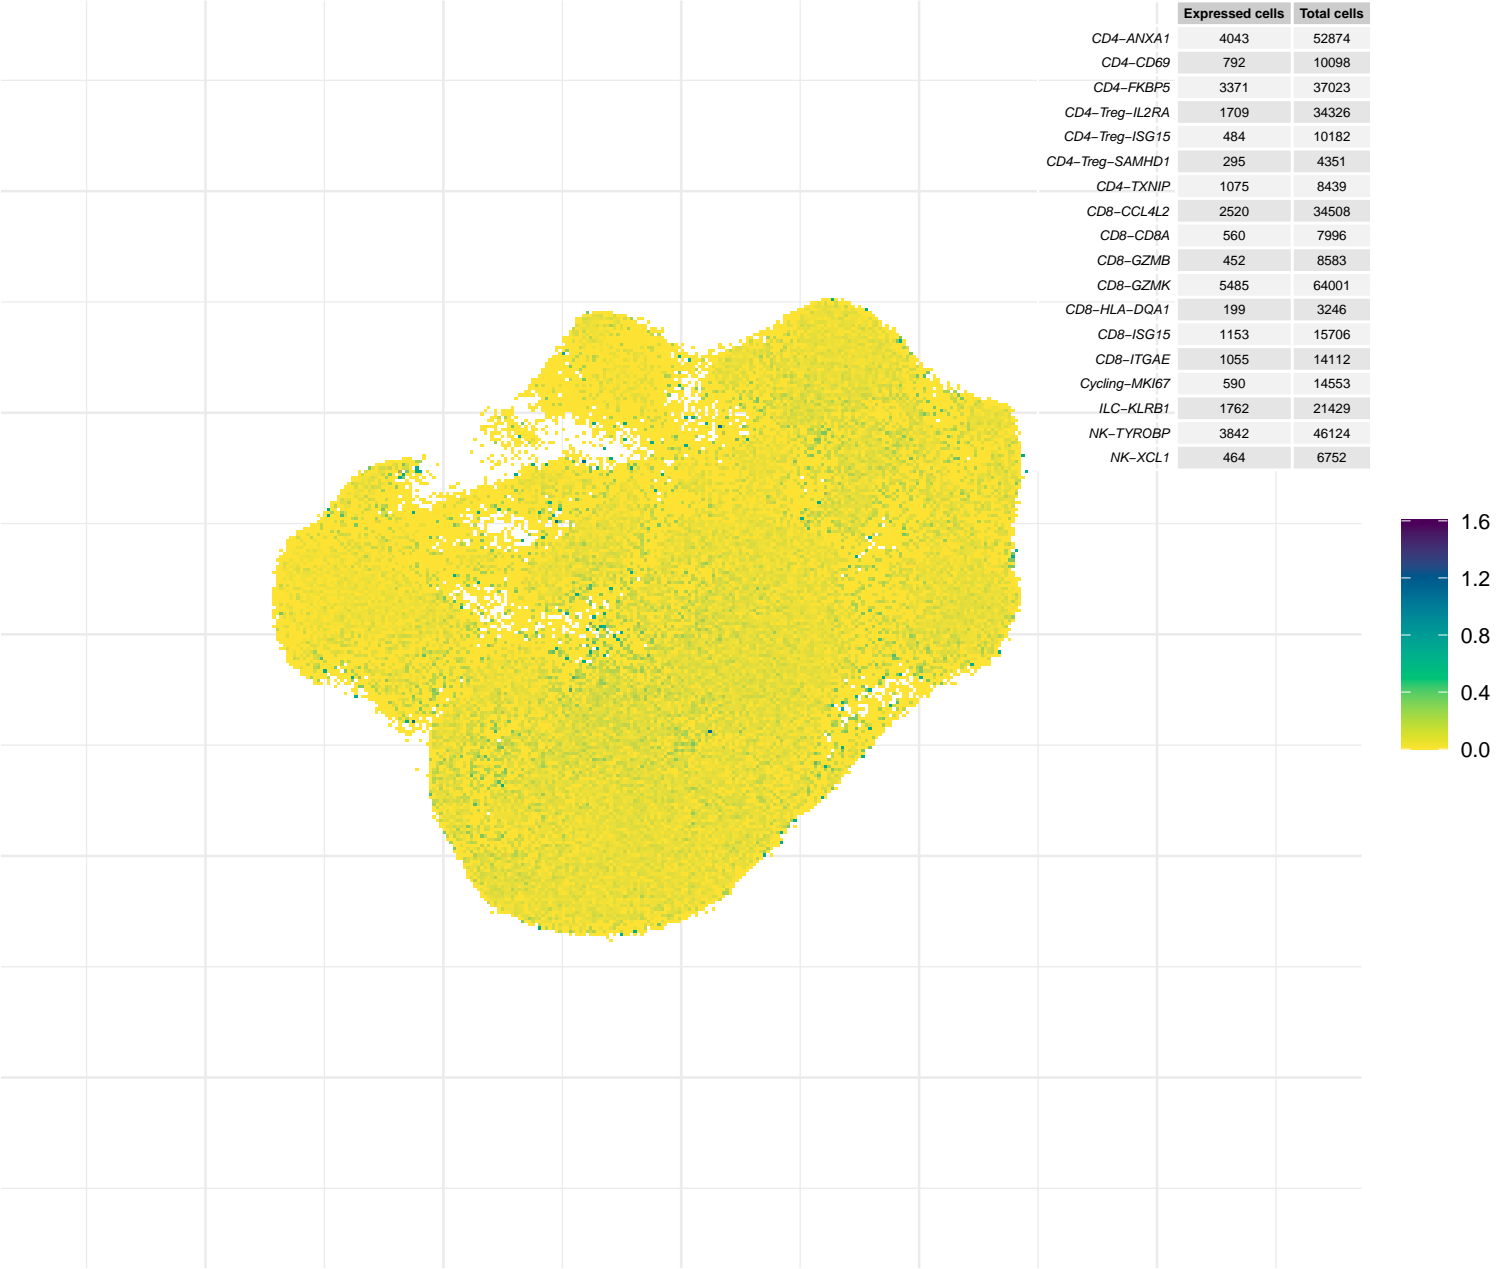 Expressed cells Total cells
CD4−ANXA1 4043 52874
CD4−CD69 792 10098
CD4−FKBP5 3371 37023
CD4−Treg−IL2RA 1709 34326
CD4−Treg−ISG15 484 10182
CD4−Treg−SAMHD1 295 4351
CD4−TXNIP 1075 8439
CD8−CCL4L2 2520 34508
CD8−CD8A 560 7996
CD8−GZMB 452 8583
CD8−GZMK 5485 64001
CD8−HLA−DQA1 199 3246
CD8−ISG15 1153 15706
CD8−ITGAE 1055 14112
Cycling−MKI67 590 14553
ILC−KLRB1 1762 21429
NK−TYROBP 3842 46124
NK−XCL1 464 6752
1.6
1.2
0.8
0.4
0.0